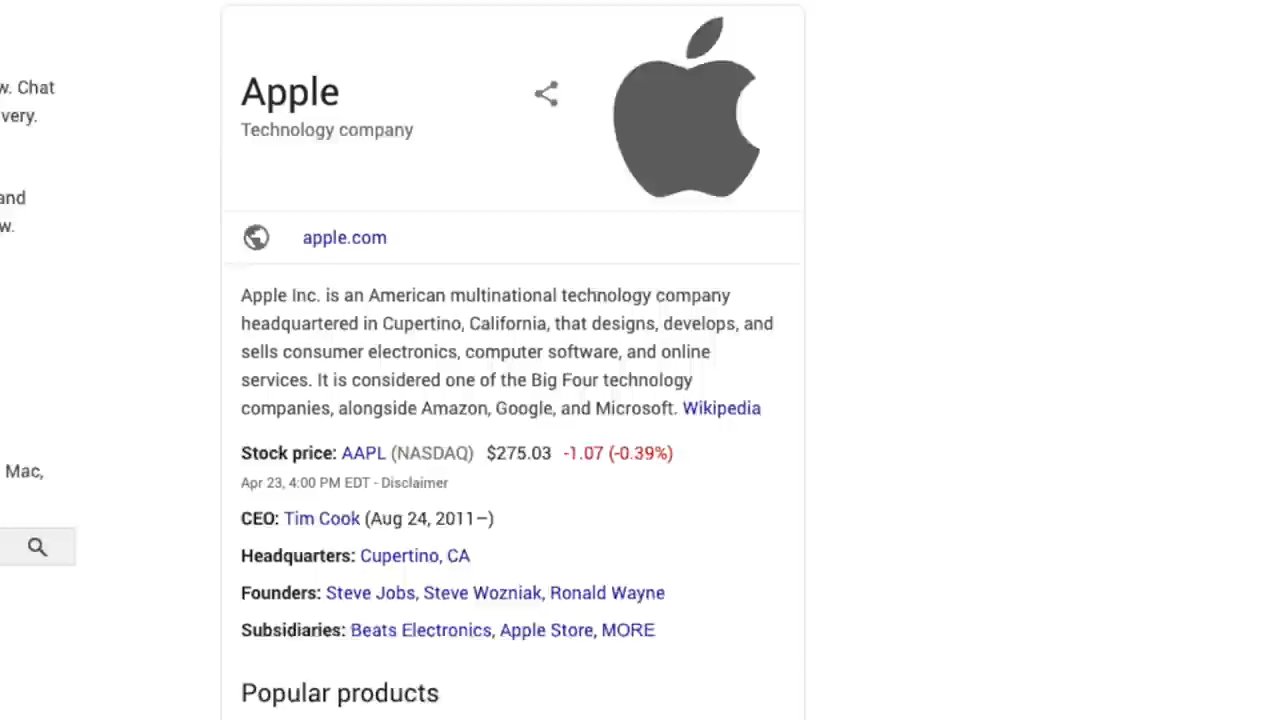 w. Chat
very.
and
w.
Mac,
Apple
Technology company
apple.com
Apple Inc. is an American multinational technology company
headquartered in Cupertino, California, that designs, develops, and
sells consumer electronics, computer software, and online
services. It is considered one of the Big Four technology
companies, alongside Amazon, Google, and Microsoft. Wikipedia
Stock price: AAPL (NASDAQ) $275.03 -1.07 (-0.39%)
Apr 23, 4:00 PM EDT - Disclaimer
CEO: Tim Cook (Aug 24, 2011–)
Headquarters: Cupertino, CA
Founders: Steve Jobs, Steve Wozniak, Ronald Wayne
Subsidiaries: Beats Electronics, Apple Store, MORE
Popular products